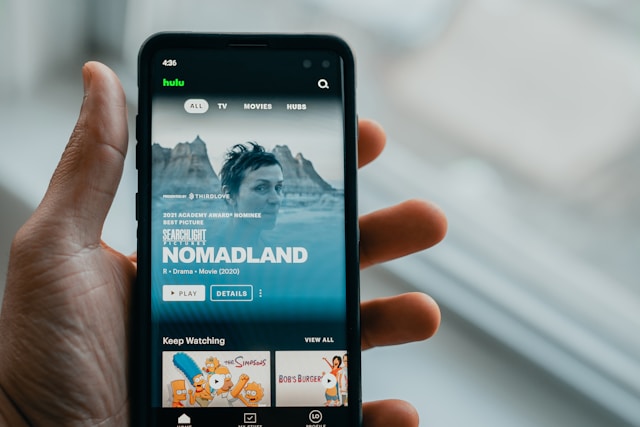 4:36
hulu
ALL TV MOVIES HUBS
PRESENTED BY THIRDLOVE
2021 ACADEMY AWARD® NOMINEE
BEST PICTURE
SEARCHLIGHT
PICTURES
NOMADLAND
R • Drama • Movie (2020)
PLAY DETAILS
Keep Watching VIEW ALL
THE SIMPSONS BOB'S BURGERS
LO
HOME MY STUFF PROFILE